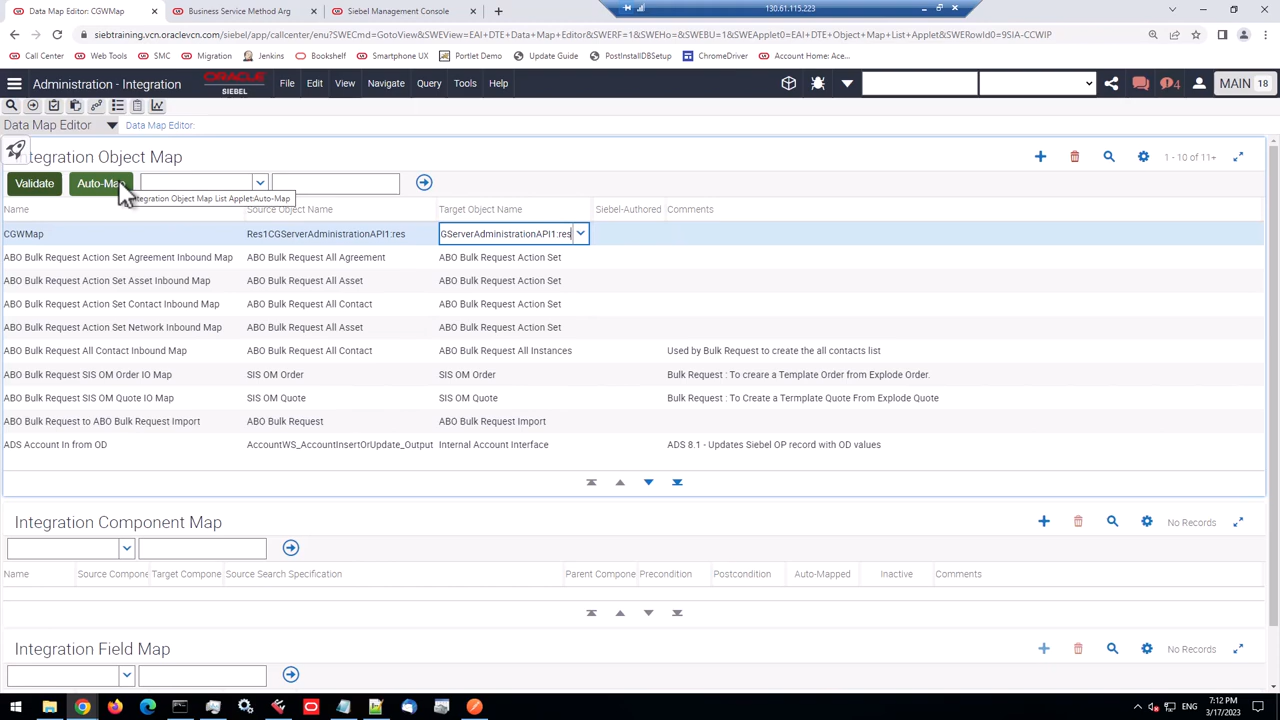 Data Map Editor: CGWMap
Business Service Method Arg
Siebel Management Console
130.61.115.223
siebtraining.vcn.oraclevcn.com/siebel/app/callcenter/enu?SWECmd=GotoView&SWEView=EAI+DTE+Data+Map+Editor&SWERF=1&SWEHo=&SWEBU=1&SWEApplet0=EAI+DTE+Object+Map+List+Applet&SWERowId0=9SIA-CCWIP
Call Center
Web Tools
SMC
Migration
Jenkins
Bookshelf
Smartphone UX
Portlet Demo
Update Guide
PostInstallDBSetup
ChromeDriver
Account Home: Ace...
Administration - Integration
ORACLE
SIEBEL
File
Edit
View
Navigate
Query
Tools
Help
4
MAIN
18
Data Map Editor
Data Map Editor:
ntegration Object Map
1 - 10 of 11+
Validate
Auto-Map
ntegration Object Map List Applet:Auto-Map
Name Source Object Name Target Object Name Siebel-Authored Comments
CGWMap Res1CGServerAdministrationAPI1:res GServerAdministrationAPI1:res
ABO Bulk Request Action Set Agreement Inbound Map ABO Bulk Request All Agreement ABO Bulk Request Action Set
ABO Bulk Request Action Set Asset Inbound Map ABO Bulk Request All Asset ABO Bulk Request Action Set
ABO Bulk Request Action Set Contact Inbound Map ABO Bulk Request All Contact ABO Bulk Request Action Set
ABO Bulk Request Action Set Network Inbound Map ABO Bulk Request All Asset ABO Bulk Request Action Set
ABO Bulk Request All Contact Inbound Map ABO Bulk Request All Contact ABO Bulk Request All Instances Used by Bulk Request to create the all contacts list
ABO Bulk Request SIS OM Order IO Map SIS OM Order SIS OM Order Bulk Request : To creare a Template Order from Explode Order.
ABO Bulk Request SIS OM Quote IO Map SIS OM Quote SIS OM Quote Bulk Request : To Create a Termplate Quote From Explode Quote
ABO Bulk Request to ABO Bulk Request Import ABO Bulk Request ABO Bulk Request Import
ADS Account In from OD AccountWS_AccountInsertOrUpdate_Output Internal Account Interface ADS 8.1 - Updates Siebel OP record with OD values
Integration Component Map
No Records
Name Source Compone Target Compone Source Search Specification Parent Compone Precondition Postcondition Auto-Mapped Inactive Comments
Integration Field Map
No Records
7:12 PM
3/17/2023